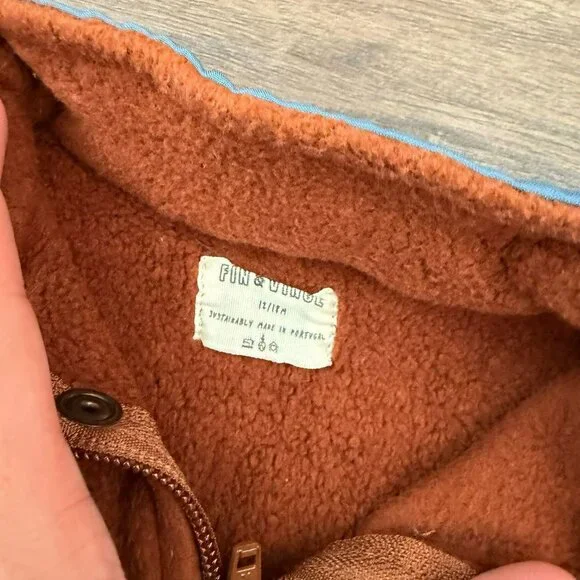 FIN & VINCE
12/18M
SUSTAINABLY MADE IN PORTUGAL